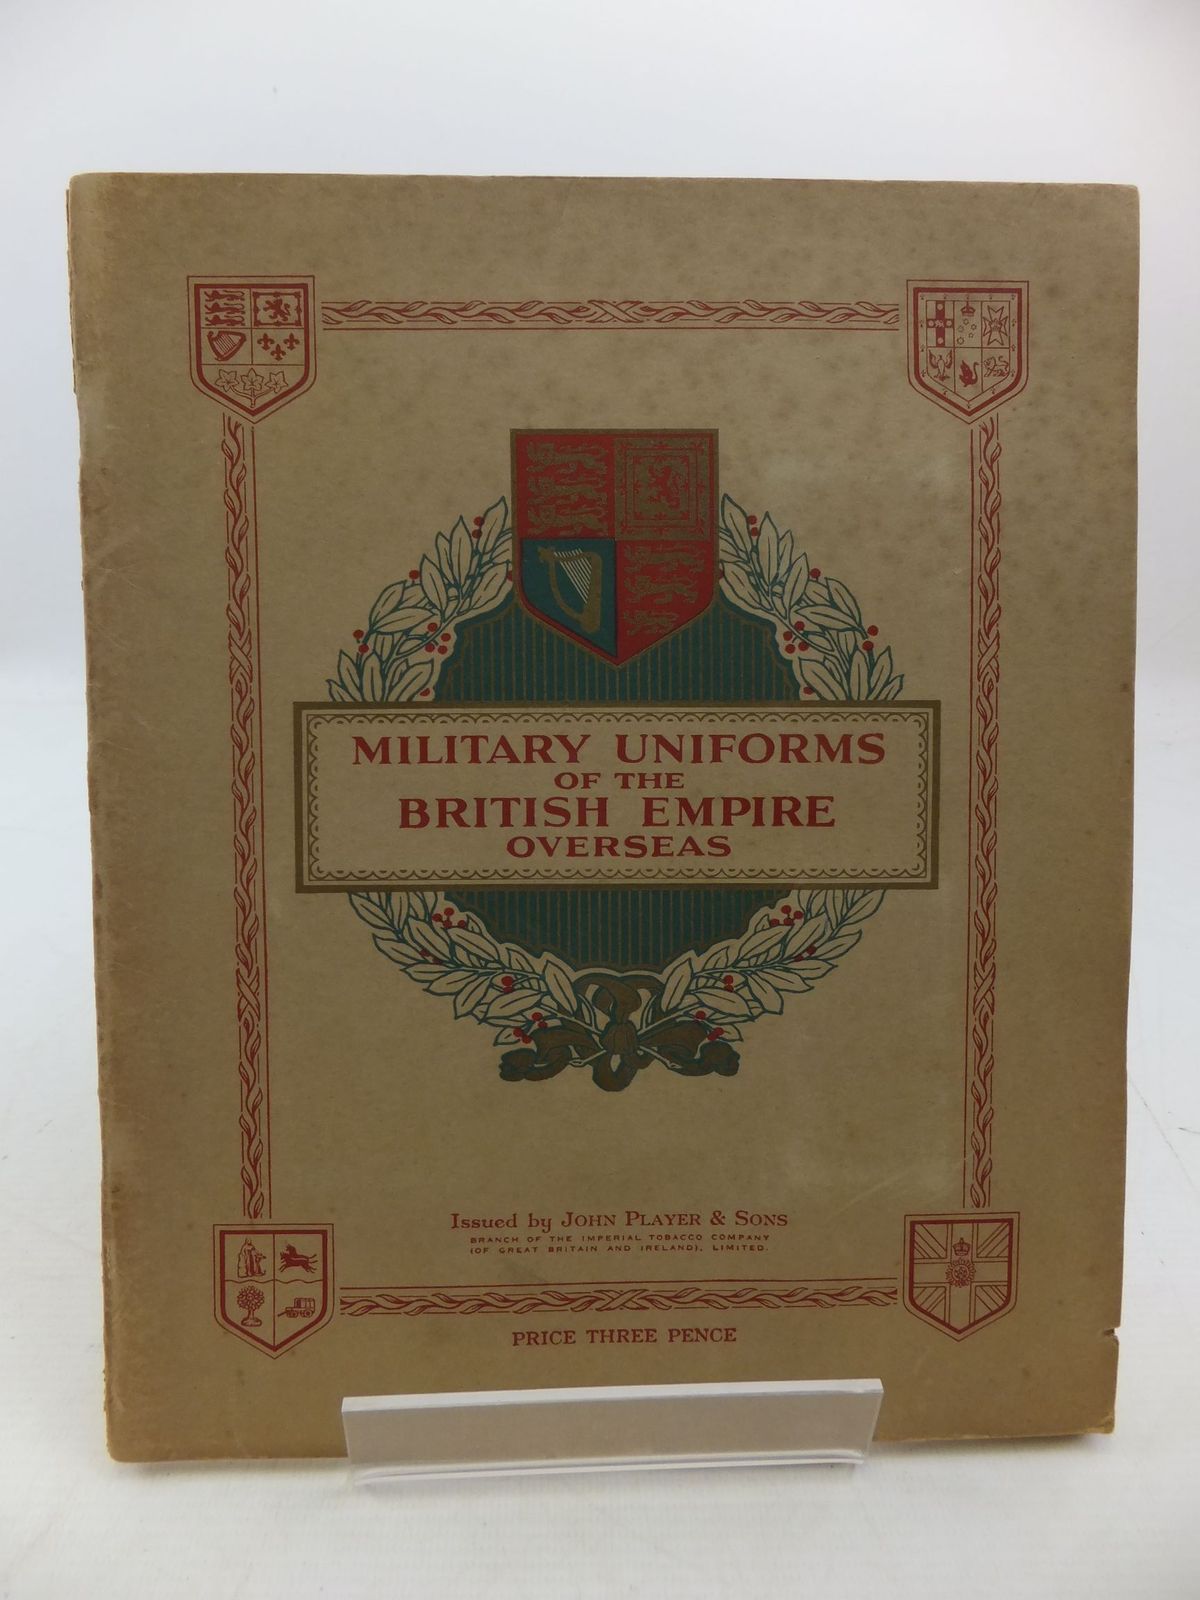 MILITARY UNIFORMS
OF THE
BRITISH EMPIRE
OVERSEAS
Issued by JOHN PLAYER & SONS
BRANCH OF THE IMPERIAL TOBACCO COMPANY
(OF GREAT BRITAIN AND IRELAND), LIMITED.
PRICE THREE PENCE